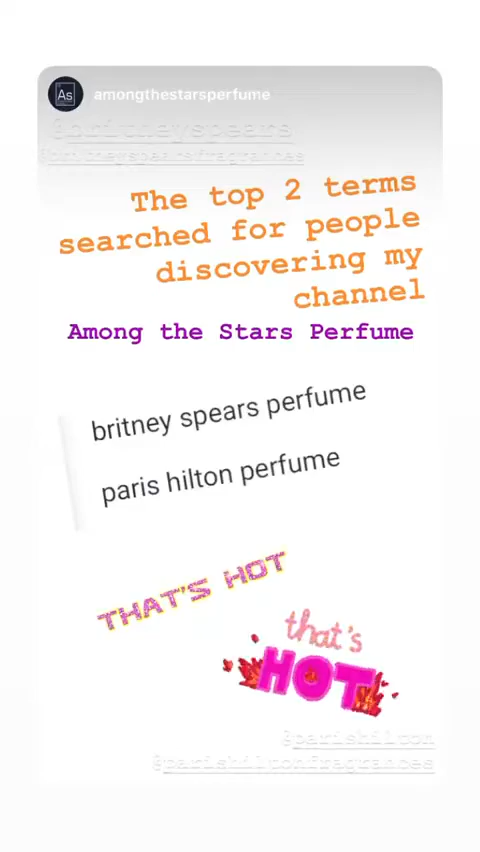 As
amongthestarsperfume
@britneyspears
@britneyspearsfragrances
The top 2 terms
searched for people
discovering my
channel
Among the Stars Perfume
britney spears perfume
paris hilton perfume
THAT'S HOT
that's
HOT
@parishilton
@parishiltonfragrances